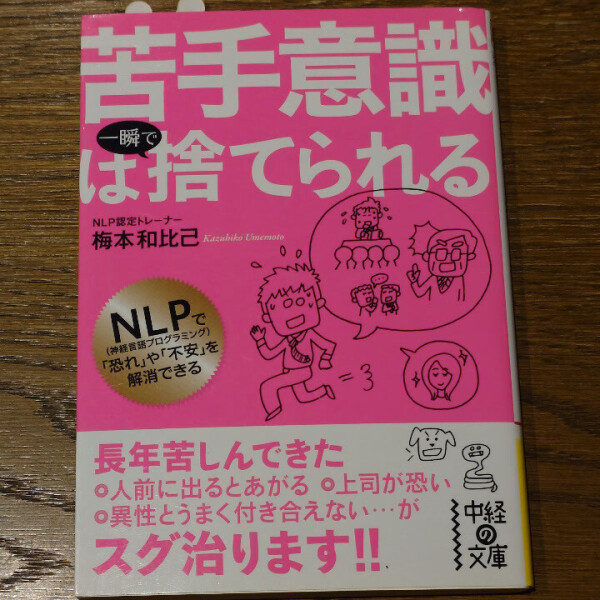 苦手意識
一瞬で
は捨てられる
NLP認定トレーナー
梅本和比己 Kazuhiko Umemoto
NLPで
(神経言語プログラミング)
「恐れ」や「不安」を
解消できる
長年苦しんできた
◎人前に出るとあがる ◎上司が恐い
◎異性とうまく付き合えない…が
スグ治ります!!
中経
の
文庫